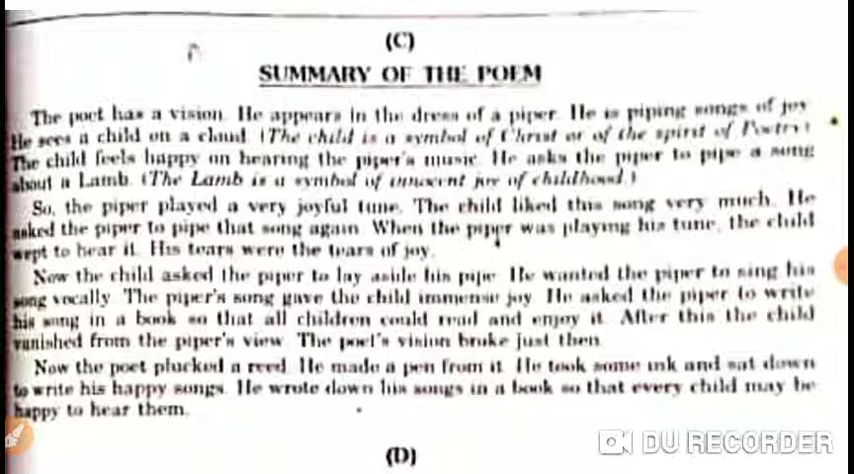 (C)
SUMMARY OF THE POEM
The poet has a vision. He appears in the dress of a piper. He is piping songs of joy.
He sees a child on a cloud. (The child is a symbol of Christ or of the spirit of Poetry.)
The child feels happy on hearing the piper's music. He asks the piper to pipe a song
about a Lamb. (The Lamb is a symbol of innocent joy of childhood.)
So, the piper played a very joyful tune. The child liked this song very much. He
asked the piper to pipe that song again. When the piper was playing his tune, the child
wept to hear it. His tears were the tears of joy.
Now the child asked the piper to lay aside his pipe. He wanted the piper to sing his
song vocally. The piper's song gave the child immense joy. He asked the piper to write
his song in a book so that all children could read and enjoy it. After this the child
vanished from the piper's view. The poet's vision broke just then.
Now the poet plucked a reed. He made a pen from it. He took some ink and sat down
to write his happy songs. He wrote down his songs in a book so that every child may be
happy to hear them.
DU RECORDER
(D)